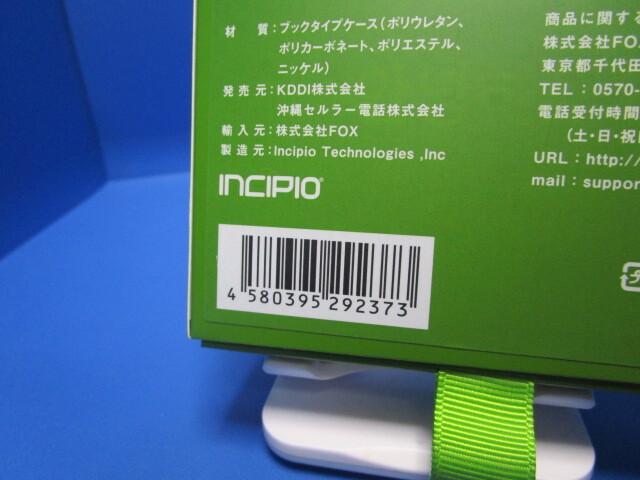 材　質：ブックタイプケース（ポリウレタン、
ポリカーボネート、ポリエステル、
ニッケル）
発 売 元：KDDI株式会社
沖縄セルラー電話株式会社
輸 入 元：株式会社FOX
製 造 元：Incipio Technologies ,Inc
INCIPIO®
4 580395 292373
商品に関する
株式会社FO
東京都千代田
TEL：0570-
電話受付時間
（土・日・祝
URL：http://
mail：suppor